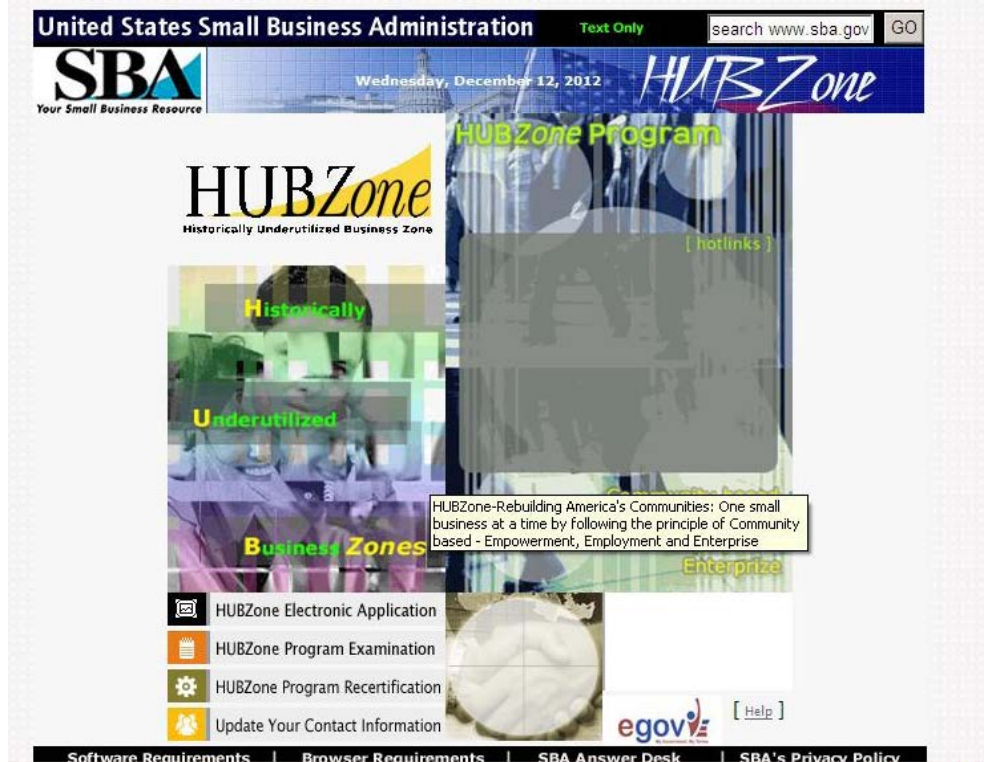 United States Small Business Administration Text Only search www.sba.gov GO
SBA
Your Small Business Resource
Wednesday, December 12, 2012
HUBZone
HUBZone Program
HUBZone
Historically Underutilized Business Zone
[ hotlinks ]
Historically
Underutilized
Business Zones
Community based
HUBZone-Rebuilding America's Communities: One small
business at a time by following the principle of Community
based - Empowerment, Employment and Enterprise
Enterprize
HUBZone Electronic Application
HUBZone Program Examination
HUBZone Program Recertification
Update Your Contact Information
egov
[ Help ]
Software Requirements | Browser Requirements | SBA Answer Desk | SBA's Privacy Policy